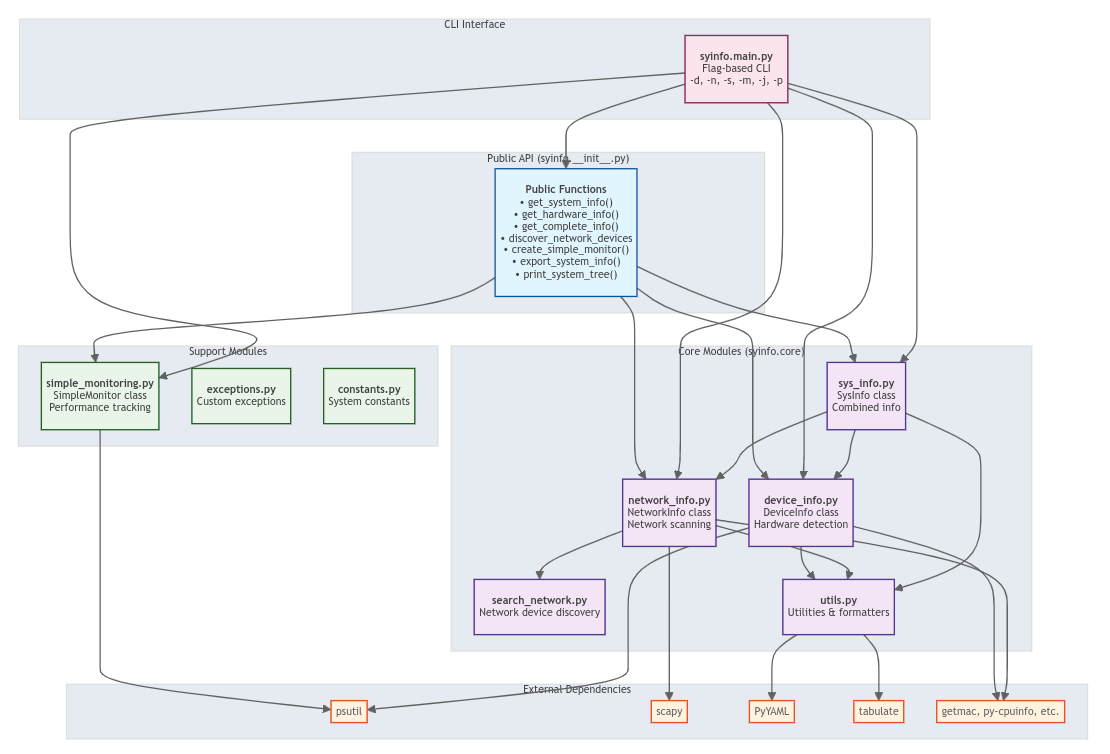 CLI Interface
syinfo.main.py
Flag-based CLI
-d, -n, -s, -m, -j, -p
Public API (syinfo.__init__.py)
Public Functions
• get_system_info()
• get_hardware_info()
• get_complete_info()
• discover_network_devices
• create_simple_monitor()
• export_system_info()
• print_system_tree()
Support Modules
simple_monitoring.py
SimpleMonitor class
Performance tracking
exceptions.py
Custom exceptions
constants.py
System constants
Core Modules (syinfo.core)
sys_info.py
SysInfo class
Combined info
network_info.py
NetworkInfo class
Network scanning
device_info.py
DeviceInfo class
Hardware detection
search_network.py
Network device discovery
utils.py
Utilities & formatters
External Dependencies
psutil
scapy
PyYAML
tabulate
getmac, py-cpuinfo, etc.